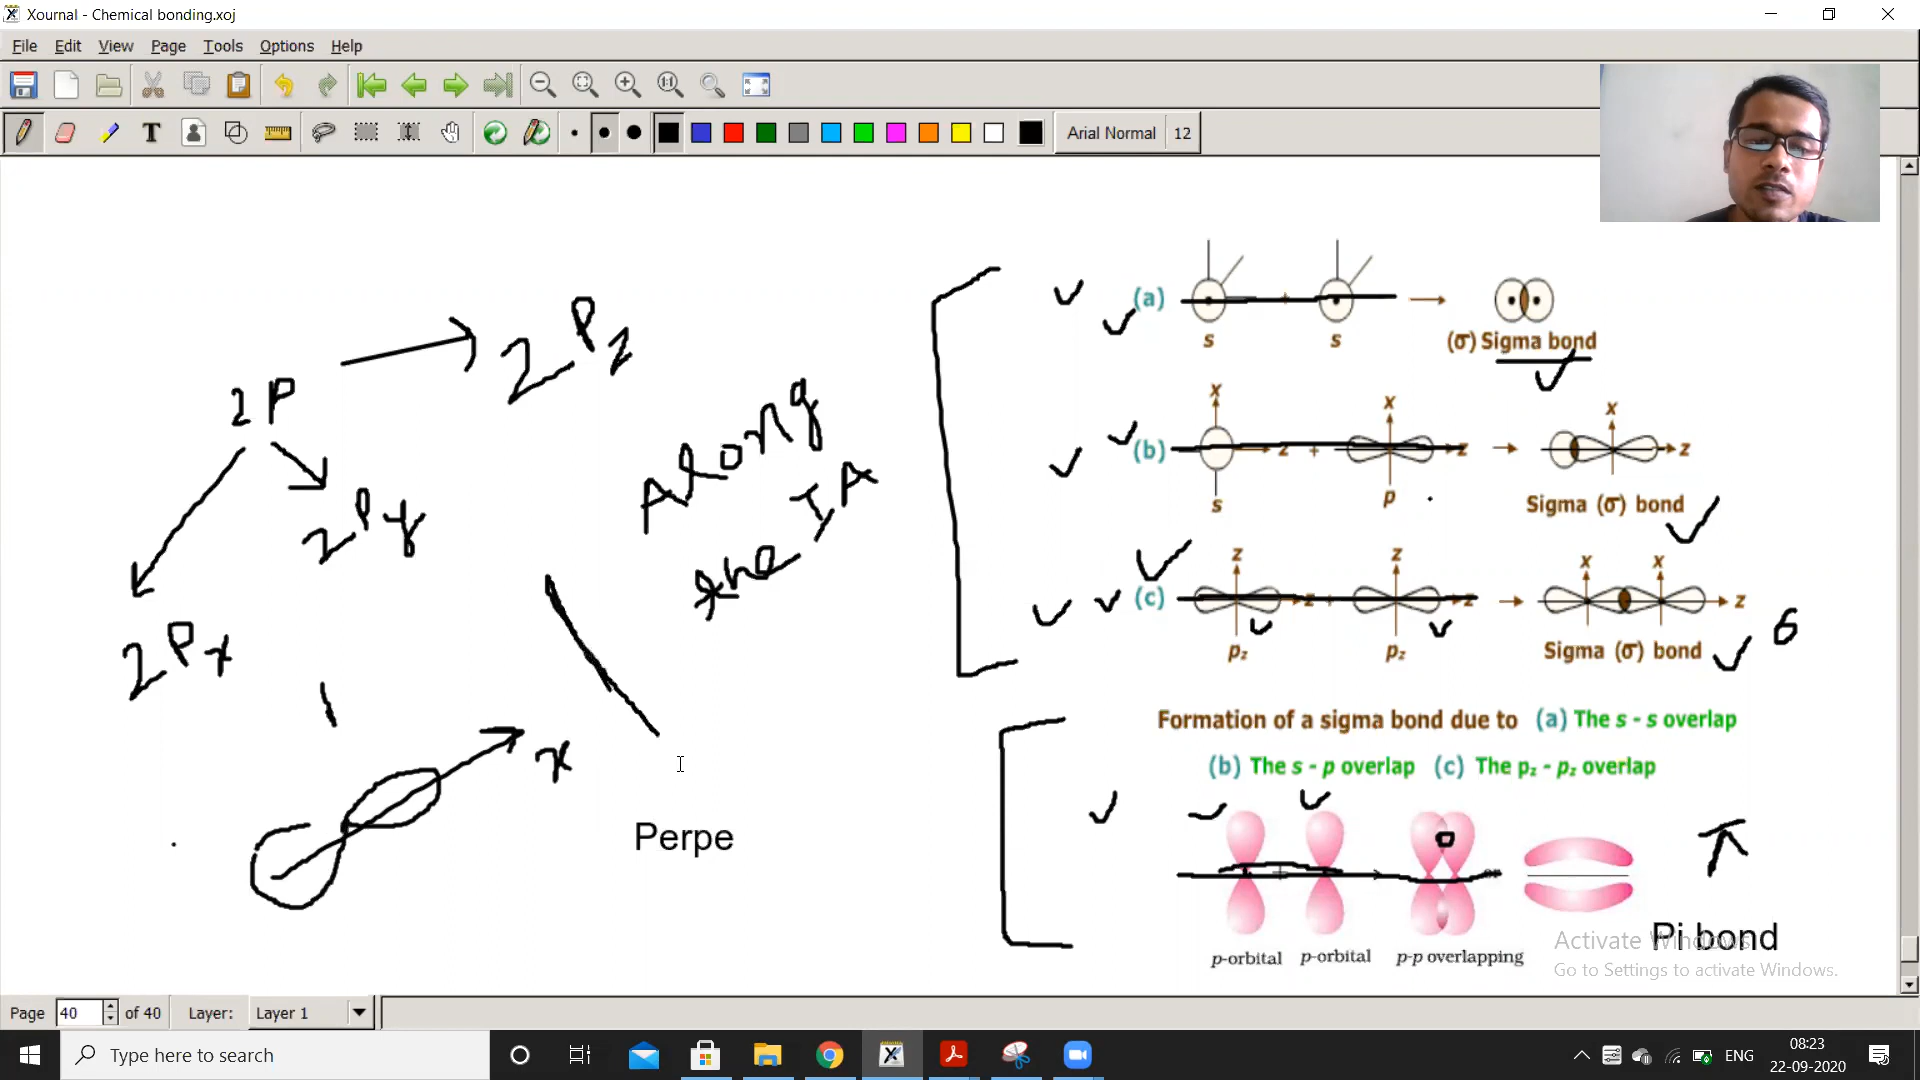 Xournal - Chemical bonding.xoj
File Edit View Page Tools Options Help
Arial Normal 12
2P
2Pz
2Py
2Px
x
Along
the IA
Perpe
(a)
s s
(σ) Sigma bond
(b)
x x x
z + z z
s p
Sigma (σ) bond
(c)
z z x x
z + z z
pz pz
Sigma (σ) bond
6
Formation of a sigma bond due to (a) The s - s overlap
(b) The s - p overlap (c) The pz - pz overlap
or
Pi bond
p-orbital p-orbital p-p overlapping
Activate Windows
Go to Settings to activate Windows.
Page 40 of 40 Layer: Layer 1
Type here to search
ENG
08:23
22-09-2020